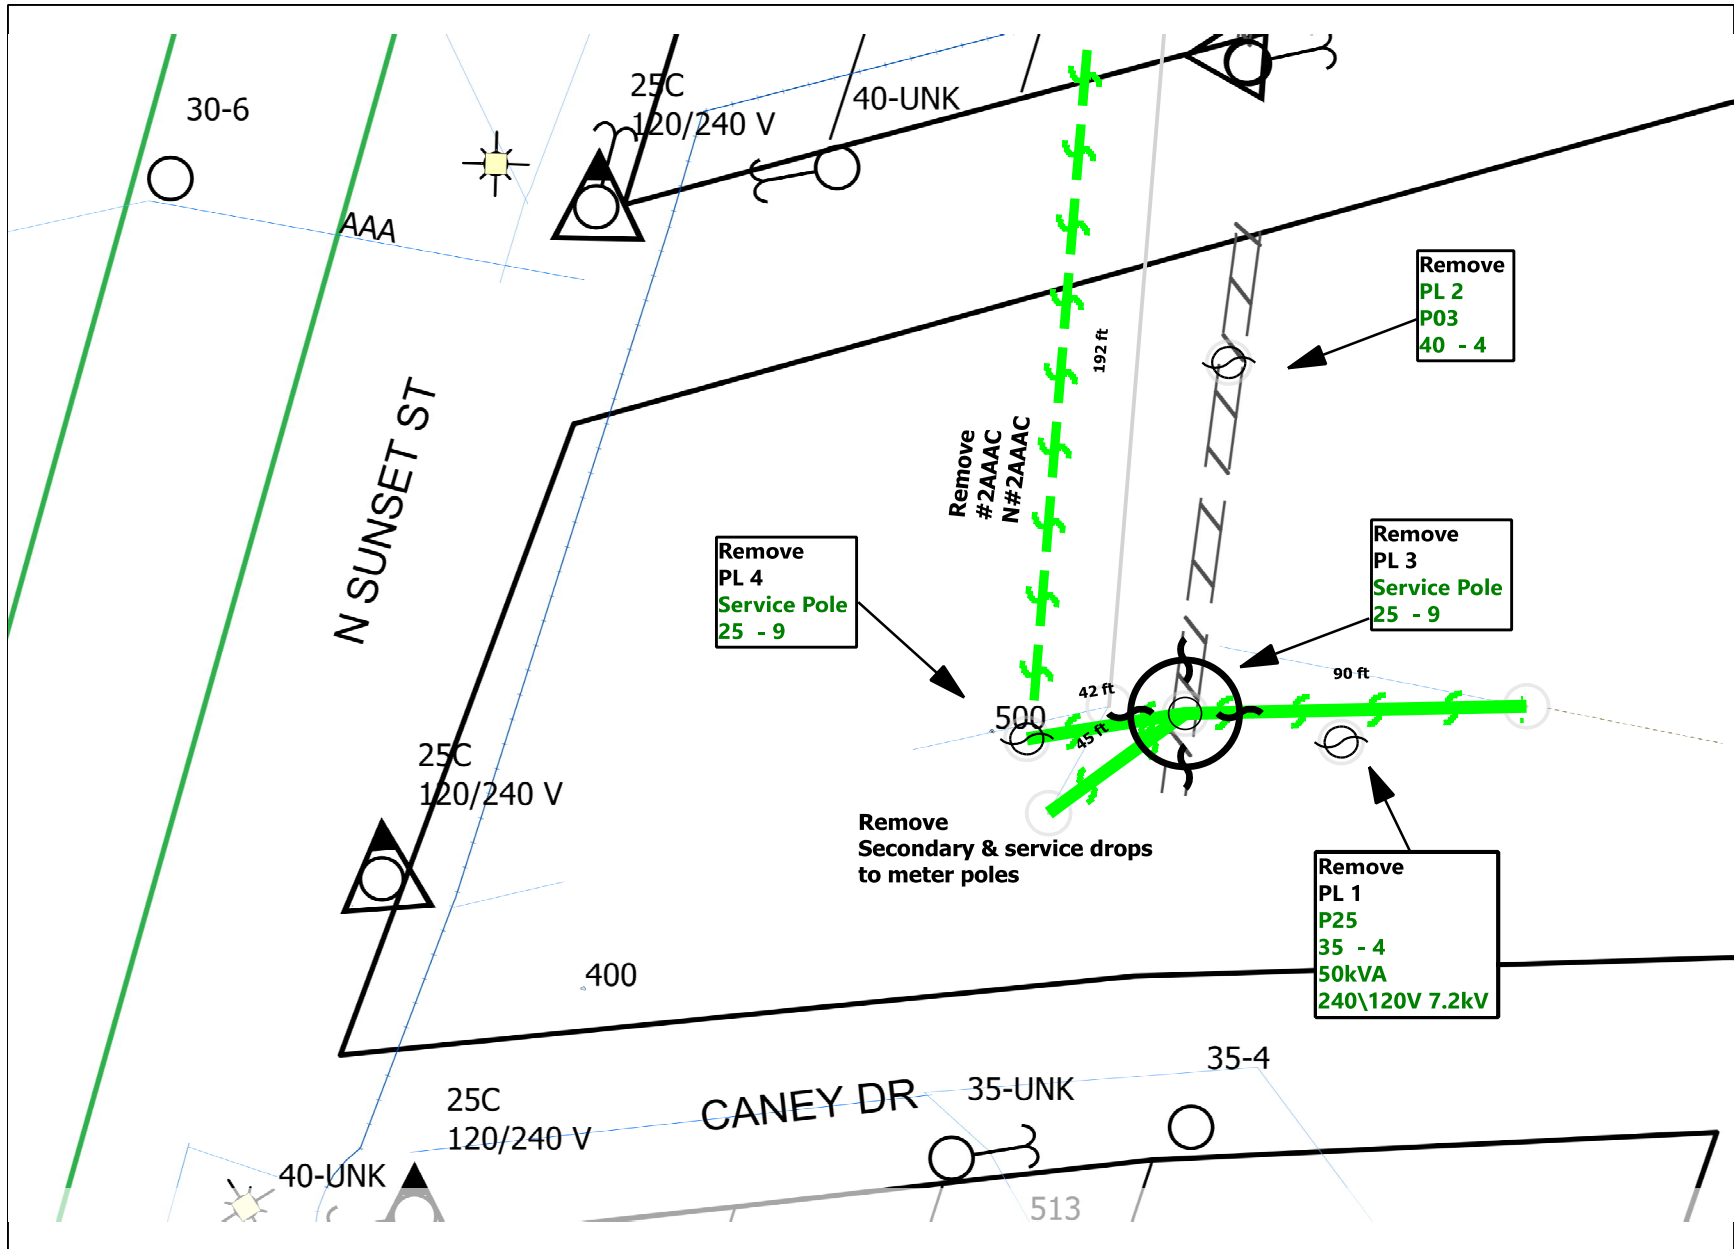 30-6
25C
120/240 V
40-UNK
AAA
Remove
PL 2
P03
40 - 4
192 ft
N SUNSET ST
Remove
#2AAAC
N#2AAAC
Remove
PL 4
Service Pole
25 - 9
Remove
PL 3
Service Pole
25 - 9
90 ft
42 ft
500
45 ft
25C
120/240 V
Remove
Secondary & service drops
to meter poles
Remove
PL 1
P25
35 - 4
50kVA
240\120V 7.2kV
400
35-4
35-UNK
CANEY DR
25C
120/240 V
40-UNK
513